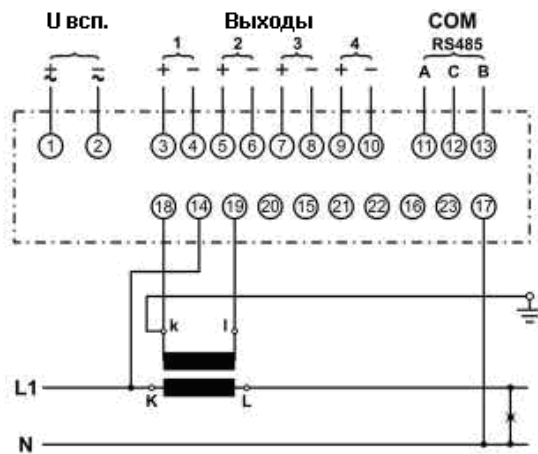 U всп. Выходы COM
RS485
1 2 3 4
A C B
+ − + − + − + −
1 2 3 4 5 6 7 8 9 10 11 12 13
18 14 19 20 15 21 22 16 23 17
k l
L1
K L
N